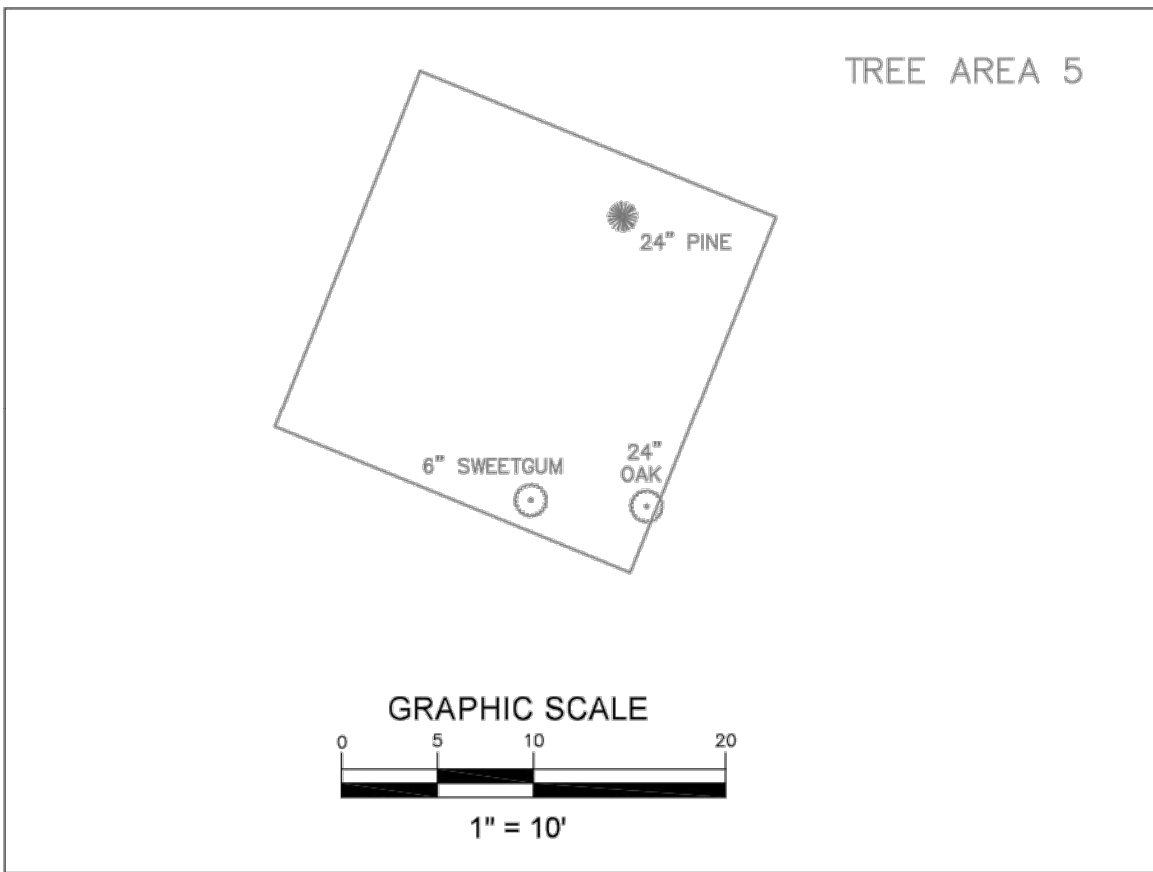 TREE AREA 5
24" PINE
24"
OAK
6" SWEETGUM
GRAPHIC SCALE
0 5 10 20
1" = 10'